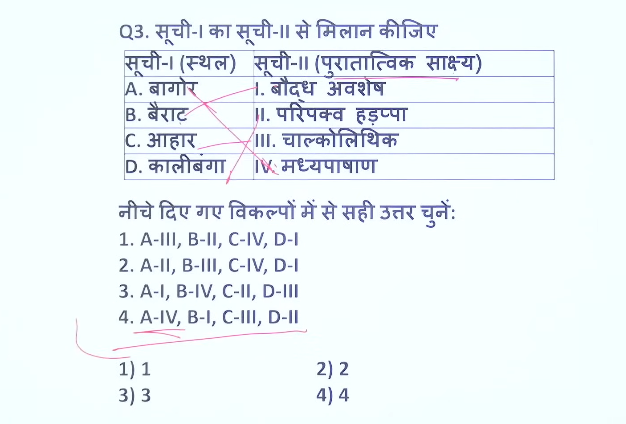 Q3. सूची-I का सूची-II से मिलान कीजिए
सूची-I (स्थल) सूची-II (पुरातात्विक साक्ष्य)
A. बागोर I. बौद्ध अवशेष
B. बैराट II. परिपक्व हड़प्पा
C. आहार III. चाल्कोलिथिक
D. कालीबंगा IV. मध्यपाषाण
नीचे दिए गए विकल्पों में से सही उत्तर चुनें:
1. A-III, B-II, C-IV, D-I
2. A-II, B-III, C-IV, D-I
3. A-I, B-IV, C-II, D-III
4. A-IV, B-I, C-III, D-II
1) 1 2) 2
3) 3 4) 4